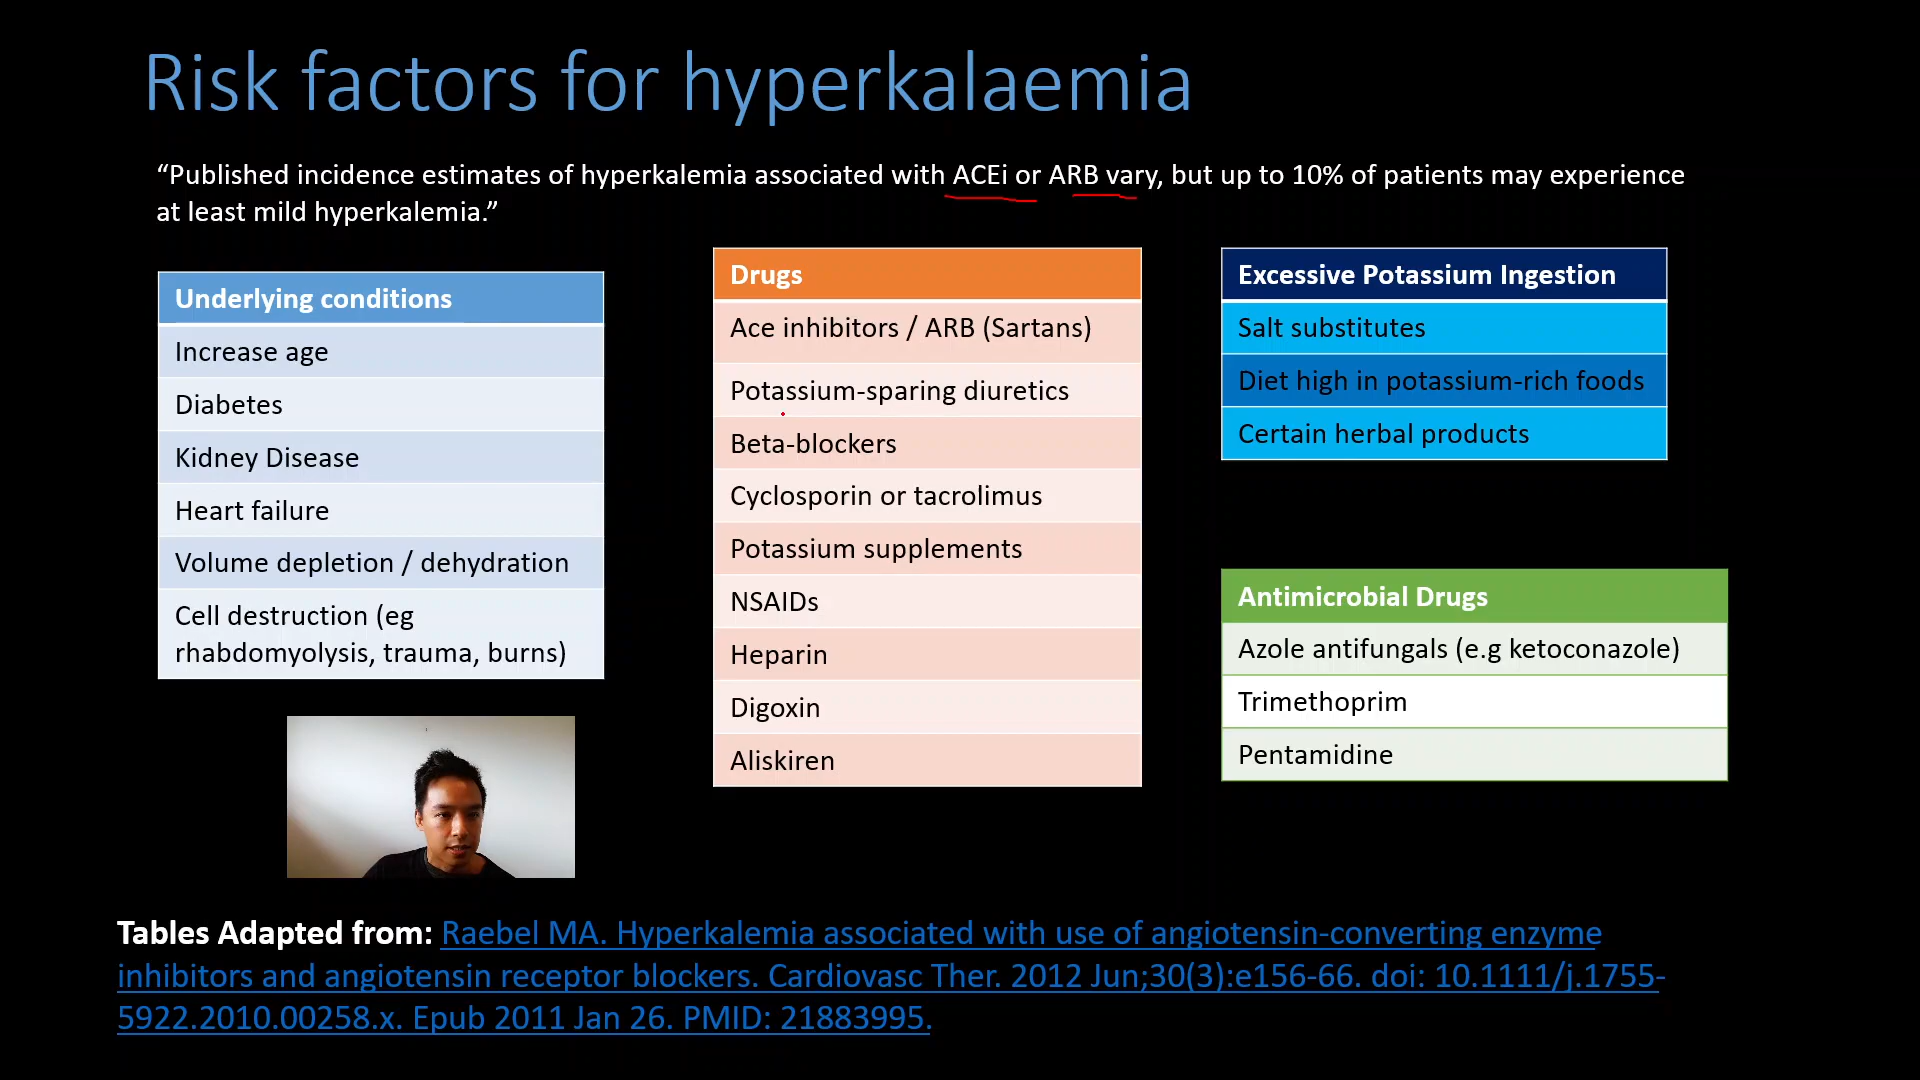 Risk factors for hyperkalaemia
“Published incidence estimates of hyperkalemia associated with ACEi or ARB vary, but up to 10% of patients may experience
at least mild hyperkalemia.”
Underlying conditions
Increase age
Diabetes
Kidney Disease
Heart failure
Volume depletion / dehydration
Cell destruction (eg
rhabdomyolysis, trauma, burns)
Drugs
Ace inhibitors / ARB (Sartans)
Potassium-sparing diuretics
Beta-blockers
Cyclosporin or tacrolimus
Potassium supplements
NSAIDs
Heparin
Digoxin
Aliskiren
Excessive Potassium Ingestion
Salt substitutes
Diet high in potassium-rich foods
Certain herbal products
Antimicrobial Drugs
Azole antifungals (e.g ketoconazole)
Trimethoprim
Pentamidine
Tables Adapted from: Raebel MA. Hyperkalemia associated with use of angiotensin-converting enzyme
inhibitors and angiotensin receptor blockers. Cardiovasc Ther. 2012 Jun;30(3):e156-66. doi: 10.1111/j.1755-
5922.2010.00258.x. Epub 2011 Jan 26. PMID: 21883995.